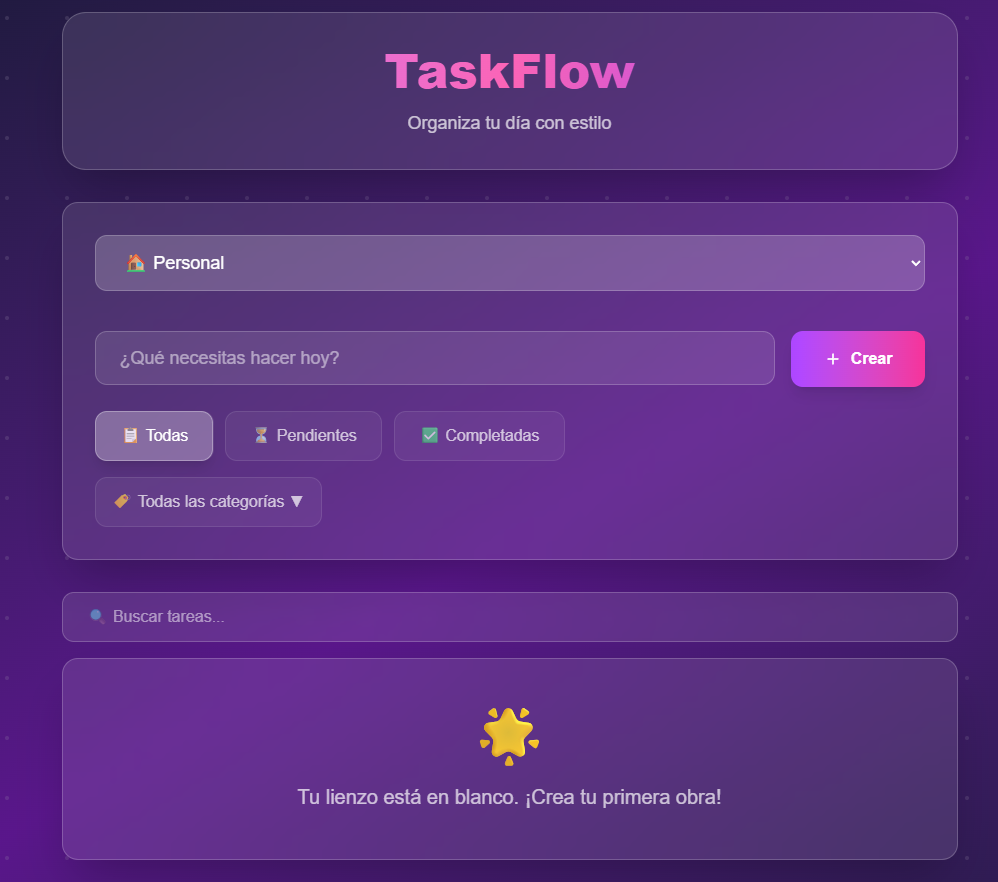 TaskFlow
Organiza tu día con estilo
🏠 Personal
¿Qué necesitas hacer hoy?
+ Crear
📋 Todas
⏳ Pendientes
✅ Completadas
🏷️ Todas las categorías ▼
🔍 Buscar tareas...
Tu lienzo está en blanco. ¡Crea tu primera obra!